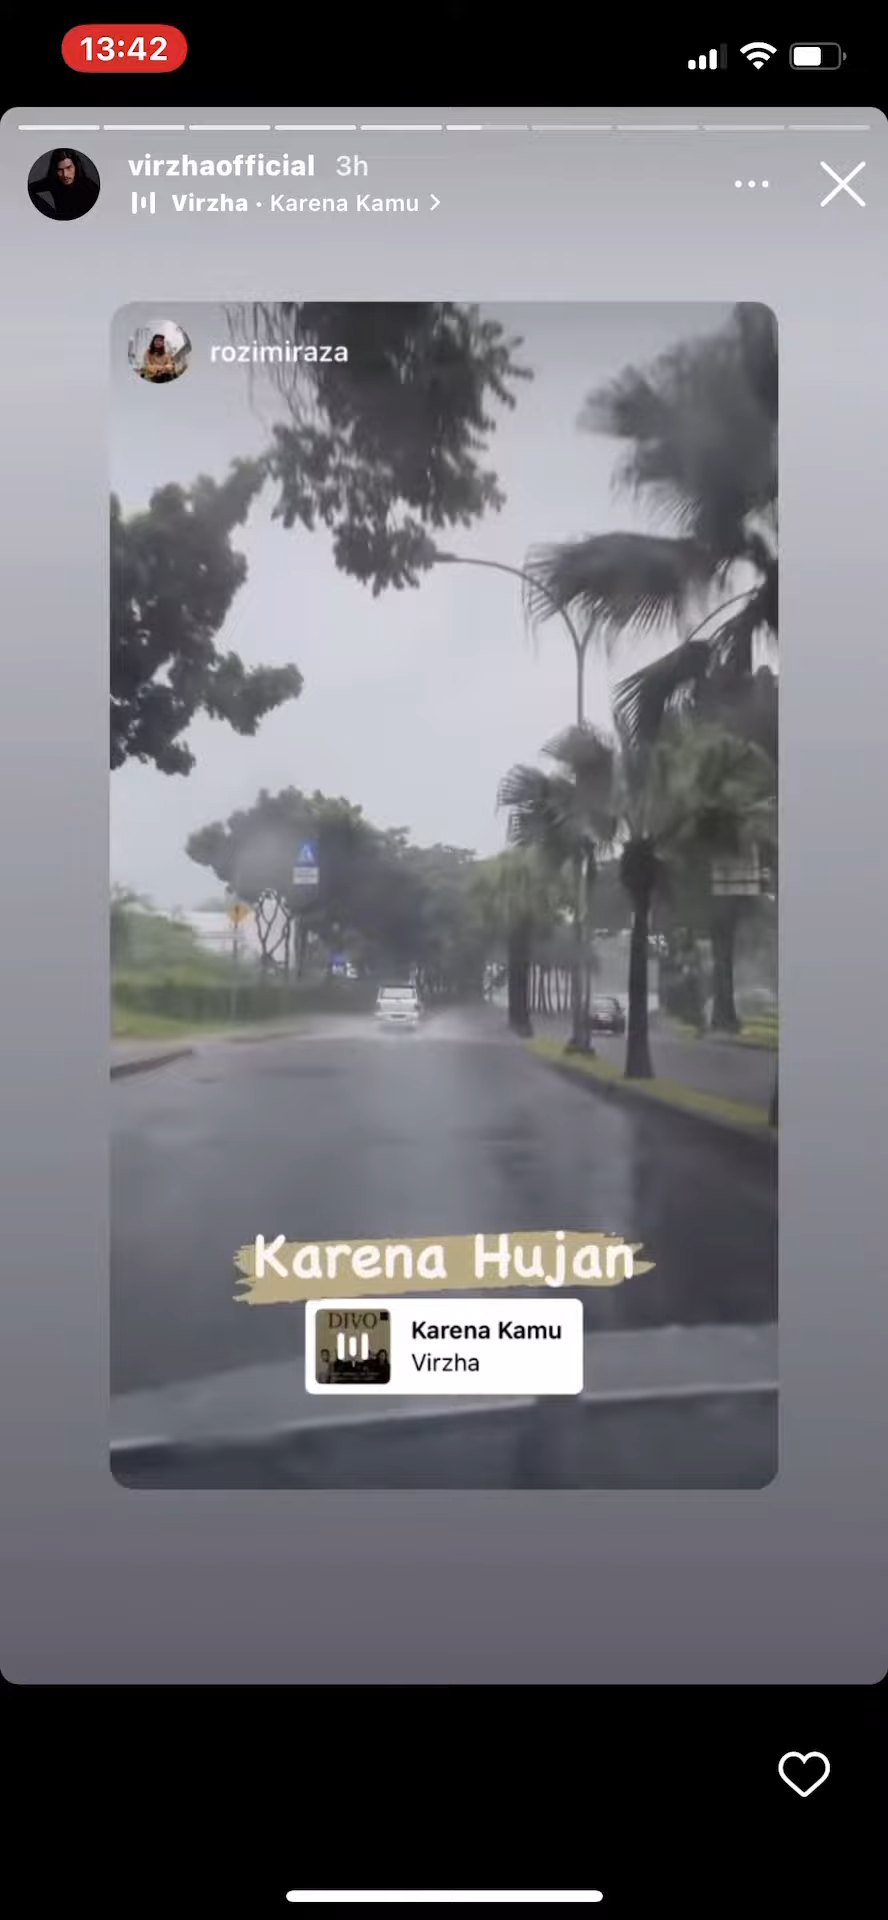 13:42
virzhaofficial 3h
Virzha • Karena Kamu >
rozimiraza
Karena Hujan
DIVO
Karena Kamu
Virzha